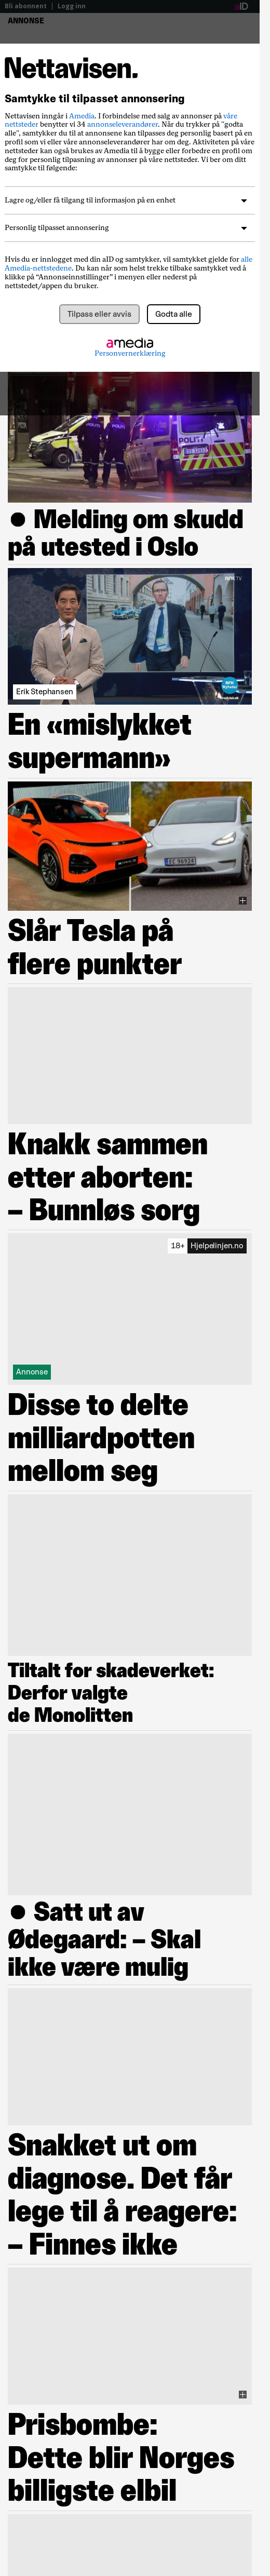 Bli abonnent | Logg inn
aID
ANNONSE
Nettavisen.
Samtykke til tilpasset annonsering
Nettavisen inngår i Amedia. I forbindelse med salg av annonser på våre
nettsteder benytter vi 34 annonseleverandører. Når du trykker på "godta
alle", samtykker du til at annonsene kan tilpasses deg personlig basert på en
profil som vi eller våre annonseleverandører har om deg. Aktiviteten på våre
nettsteder kan også brukes av Amedia til å bygge eller forbedre en profil om
deg for personlig tilpasning av annonser på våre nettsteder. Vi ber om ditt
samtykke til følgende:
Lagre og/eller få tilgang til informasjon på en enhet
Personlig tilpasset annonsering
Hvis du er innlogget med din aID og samtykker, vil samtykket gjelde for alle
Amedia-nettstedene. Du kan når som helst trekke tilbake samtykket ved å
klikke på “Annonseinnstillinger” i menyen eller nederst på
nettstedet/appen du bruker.
Tilpass eller avvis
Godta alle
amedia
Personvernerklæring
POLITI
● Melding om skudd
på utested i Oslo
NRK TV
NRK
Nyheter
Erik Stephansen
En «mislykket
supermann»
Slår Tesla på
flere punkter
Knakk sammen
etter aborten:
– Bunnløs sorg
18+ Hjelpelinjen.no
Annonse
Disse to delte
milliardpotten
mellom seg
Tiltalt for skadeverket:
Derfor valgte
de Monolitten
● Satt ut av
Ødegaard: – Skal
ikke være mulig
Snakket ut om
diagnose. Det får
lege til å reagere:
– Finnes ikke
Prisbombe:
Dette blir Norges
billigste elbil